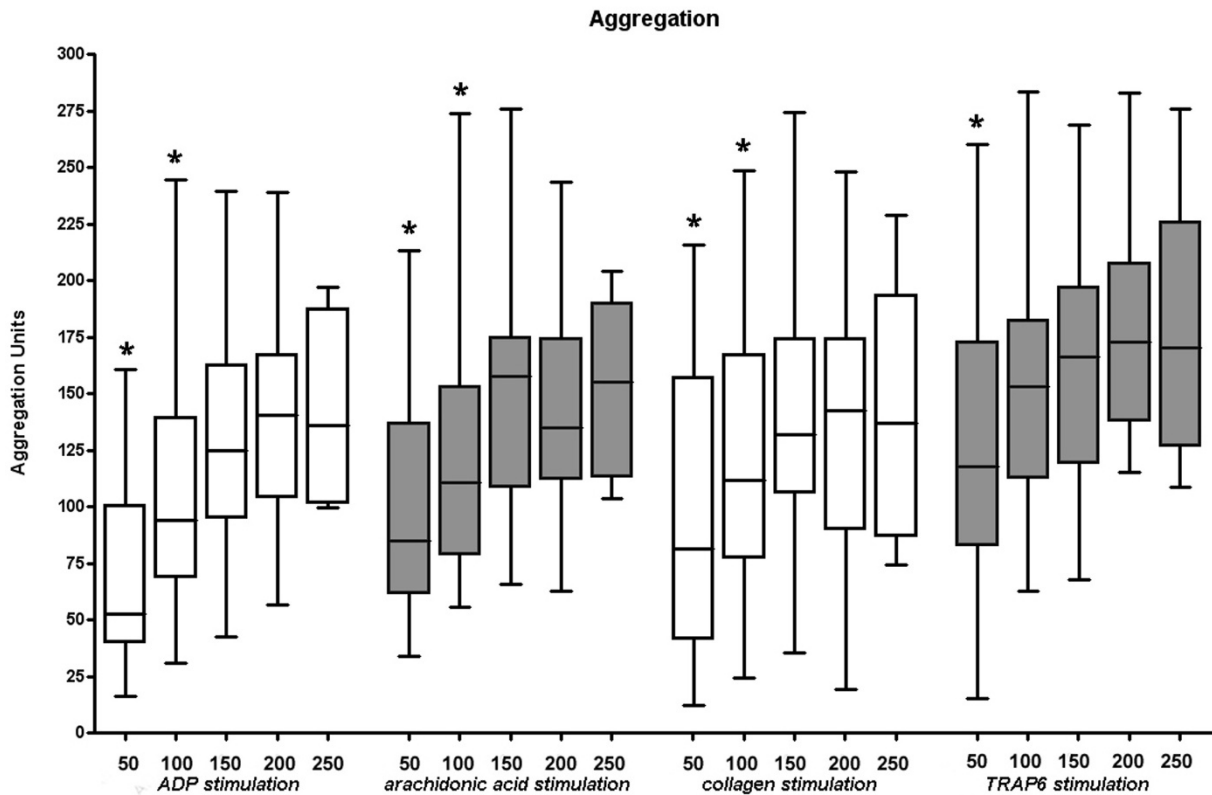 Aggregation
Aggregation Units
300
275
250
225
200
175
150
125
100
75
50
25
0
* * * * * * *
50 100 150 200 250 50 100 150 200 250 50 100 150 200 250 50 100 150 200 250
ADP stimulation arachidonic acid stimulation collagen stimulation TRAP6 stimulation